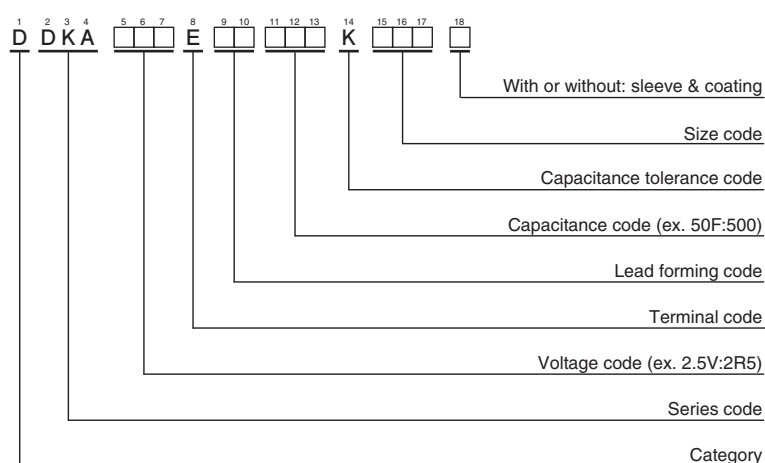 1 2 3 4 5 6 7 8 9 10 11 12 13 14 15 16 17 18
D DKA E K
With or without: sleeve & coating
Size code
Capacitance tolerance code
Capacitance code (ex. 50F:500)
Lead forming code
Terminal code
Voltage code (ex. 2.5V:2R5)
Series code
Category